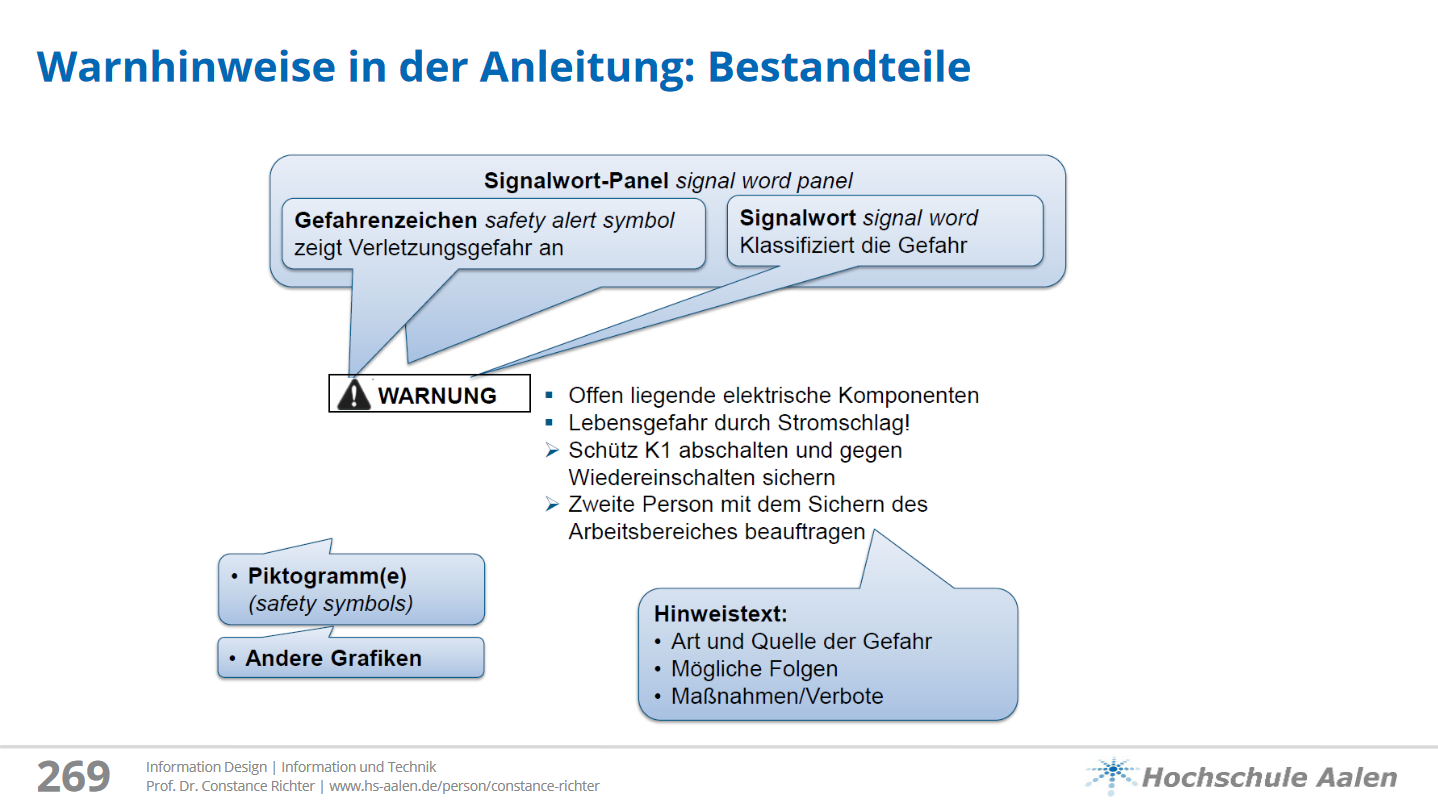 Warnhinweise in der Anleitung: Bestandteile
Signalwort-Panel signal word panel
Gefahrenzeichen safety alert symbol
zeigt Verletzungsgefahr an
Signalwort signal word
Klassifiziert die Gefahr
WARNUNG
▪ Offen liegende elektrische Komponenten
▪ Lebensgefahr durch Stromschlag!
➢ Schütz K1 abschalten und gegen
Wiedereinschalten sichern
➢ Zweite Person mit dem Sichern des
Arbeitsbereiches beauftragen
• Piktogramm(e)
(safety symbols)
• Andere Grafiken
Hinweistext:
• Art und Quelle der Gefahr
• Mögliche Folgen
• Maßnahmen/Verbote
269
Information Design | Information und Technik
Prof. Dr. Constance Richter | www.hs-aalen.de/person/constance-richter
Hochschule Aalen